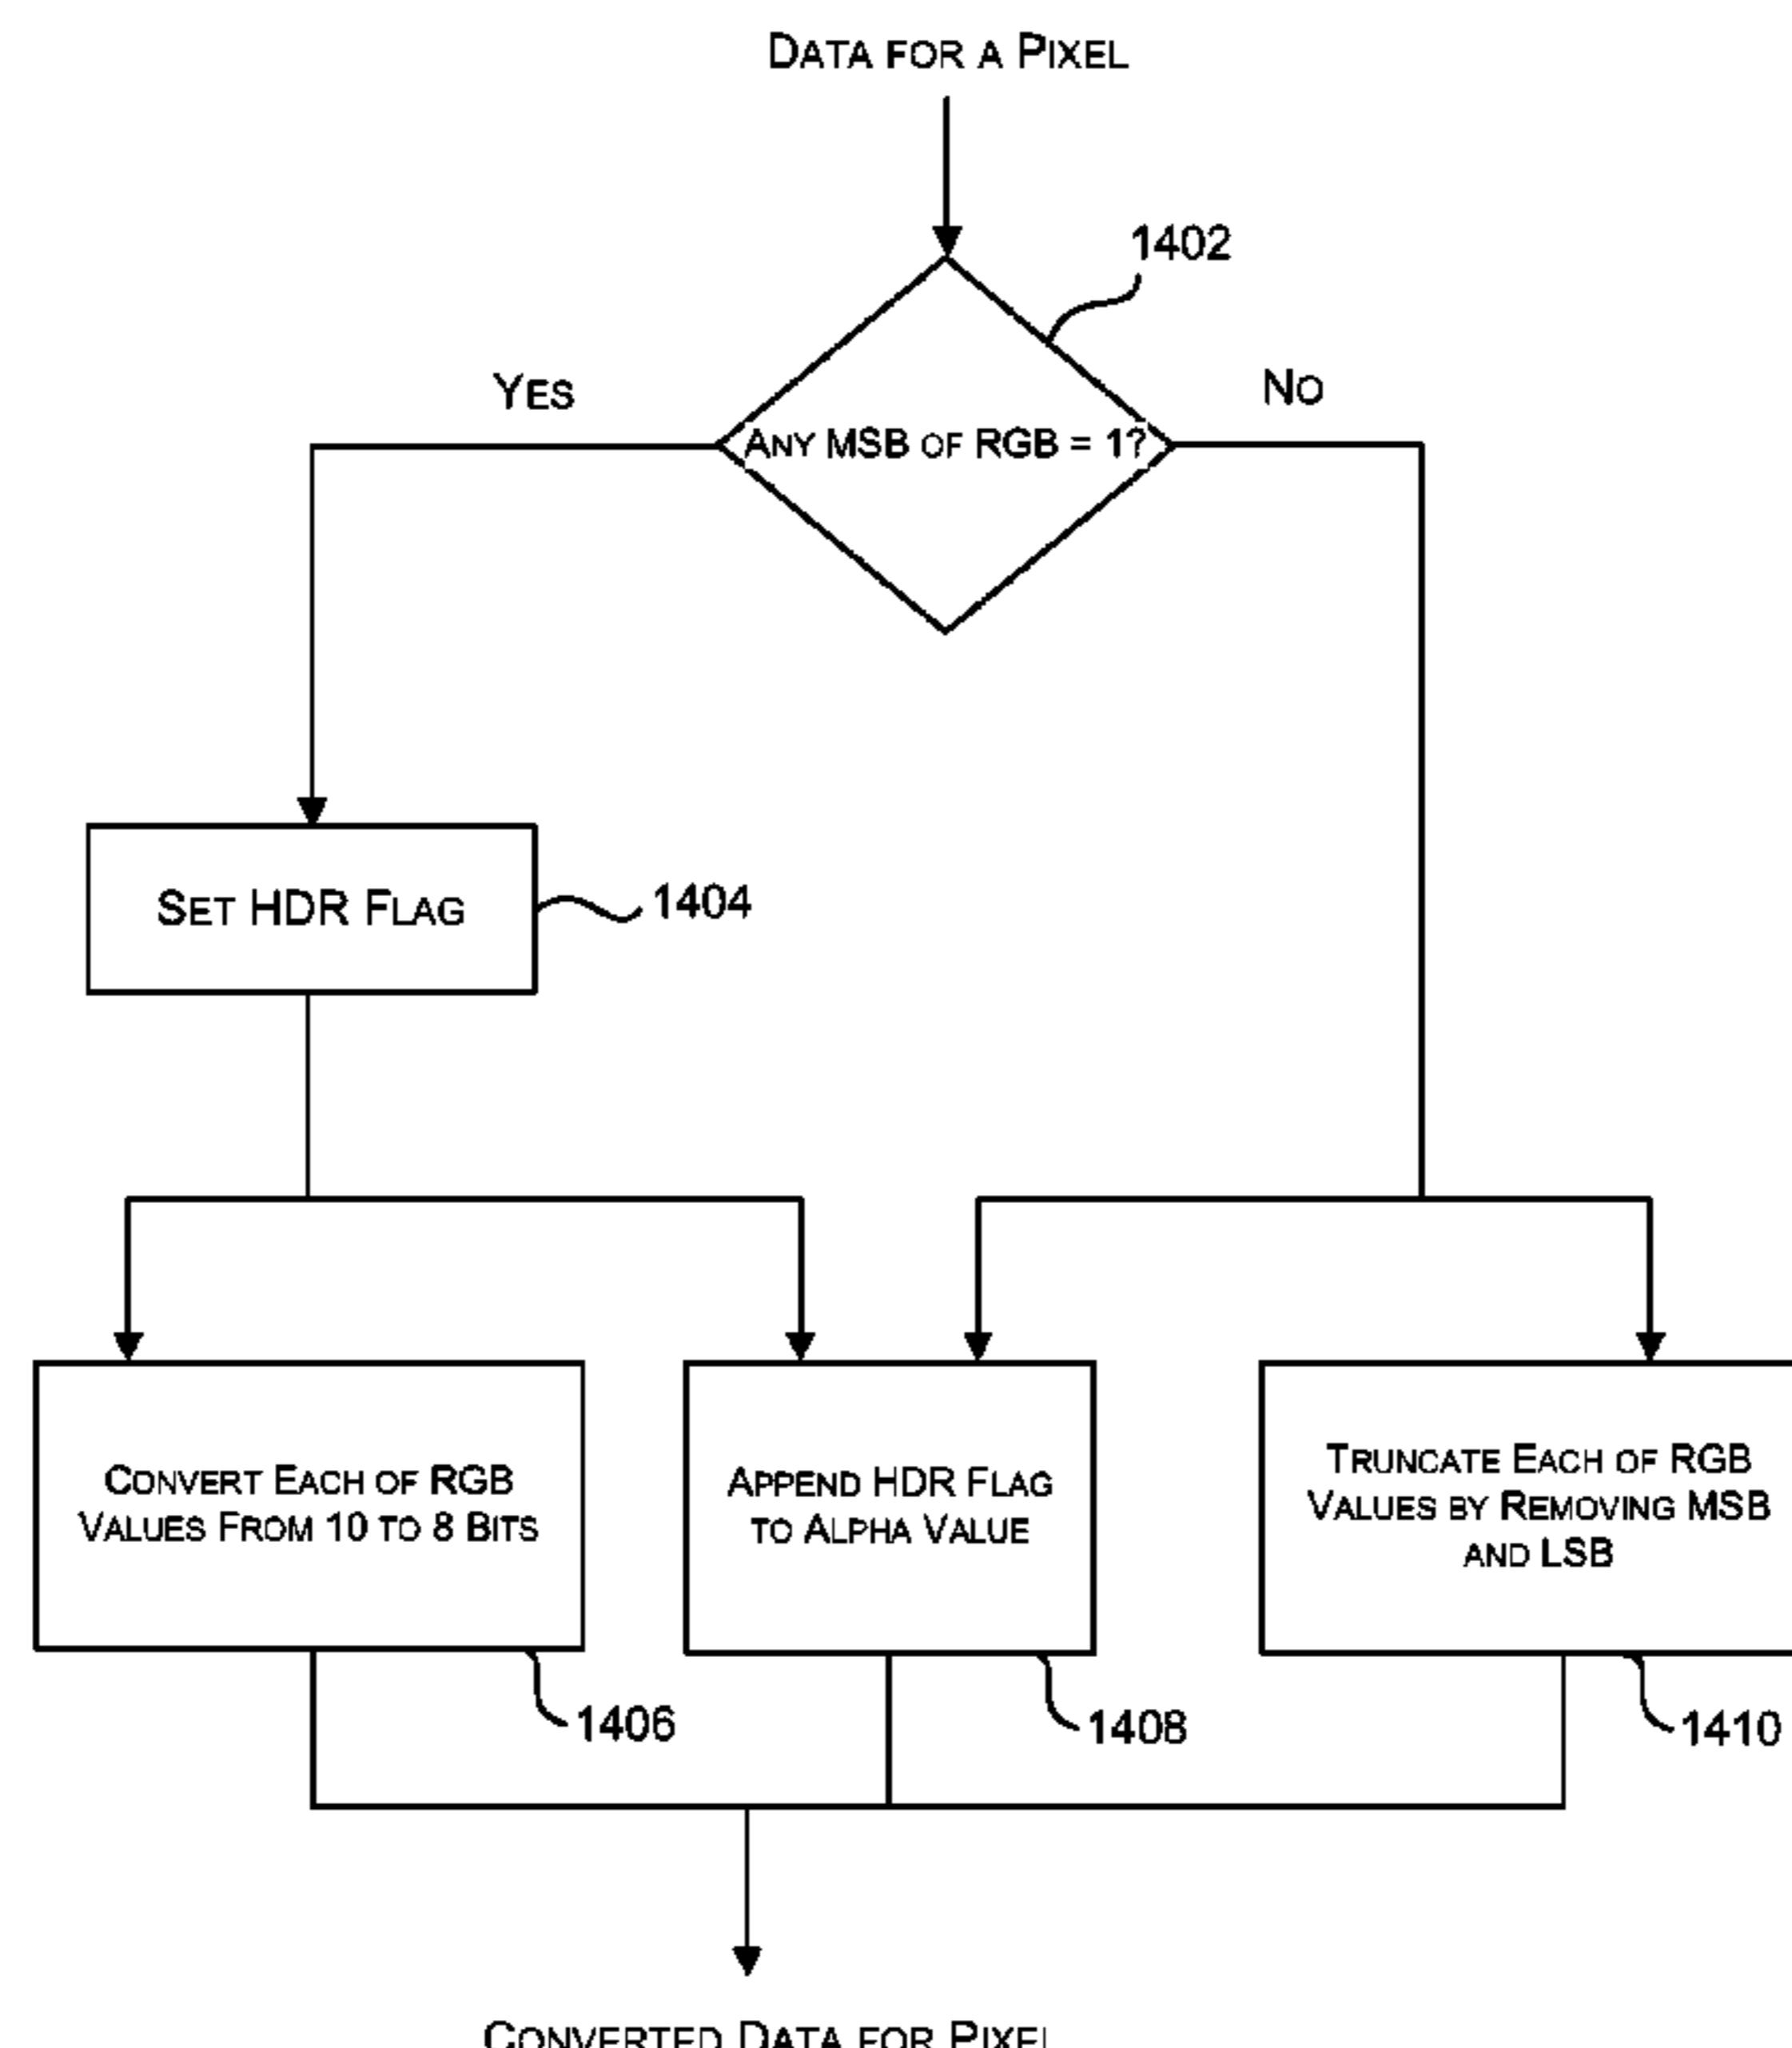 DATA FOR A PIXEL
1402
YES
NO
ANY MSB OF RGB = 1?
SET HDR FLAG
1404
CONVERT EACH OF RGB
VALUES FROM 10 TO 8 BITS
APPEND HDR FLAG
TO ALPHA VALUE
TRUNCATE EACH OF RGB
VALUES BY REMOVING MSB
AND LSB
1406
1408
1410
CONVERTED DATA FOR PIXEL